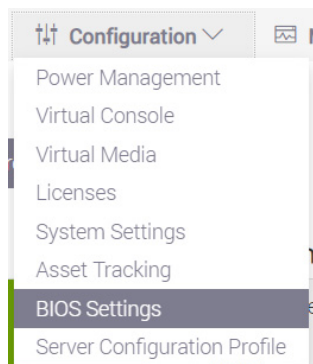 Configuration
Power Management
Virtual Console
Virtual Media
Licenses
System Settings
Asset Tracking
BIOS Settings
Server Configuration Profile